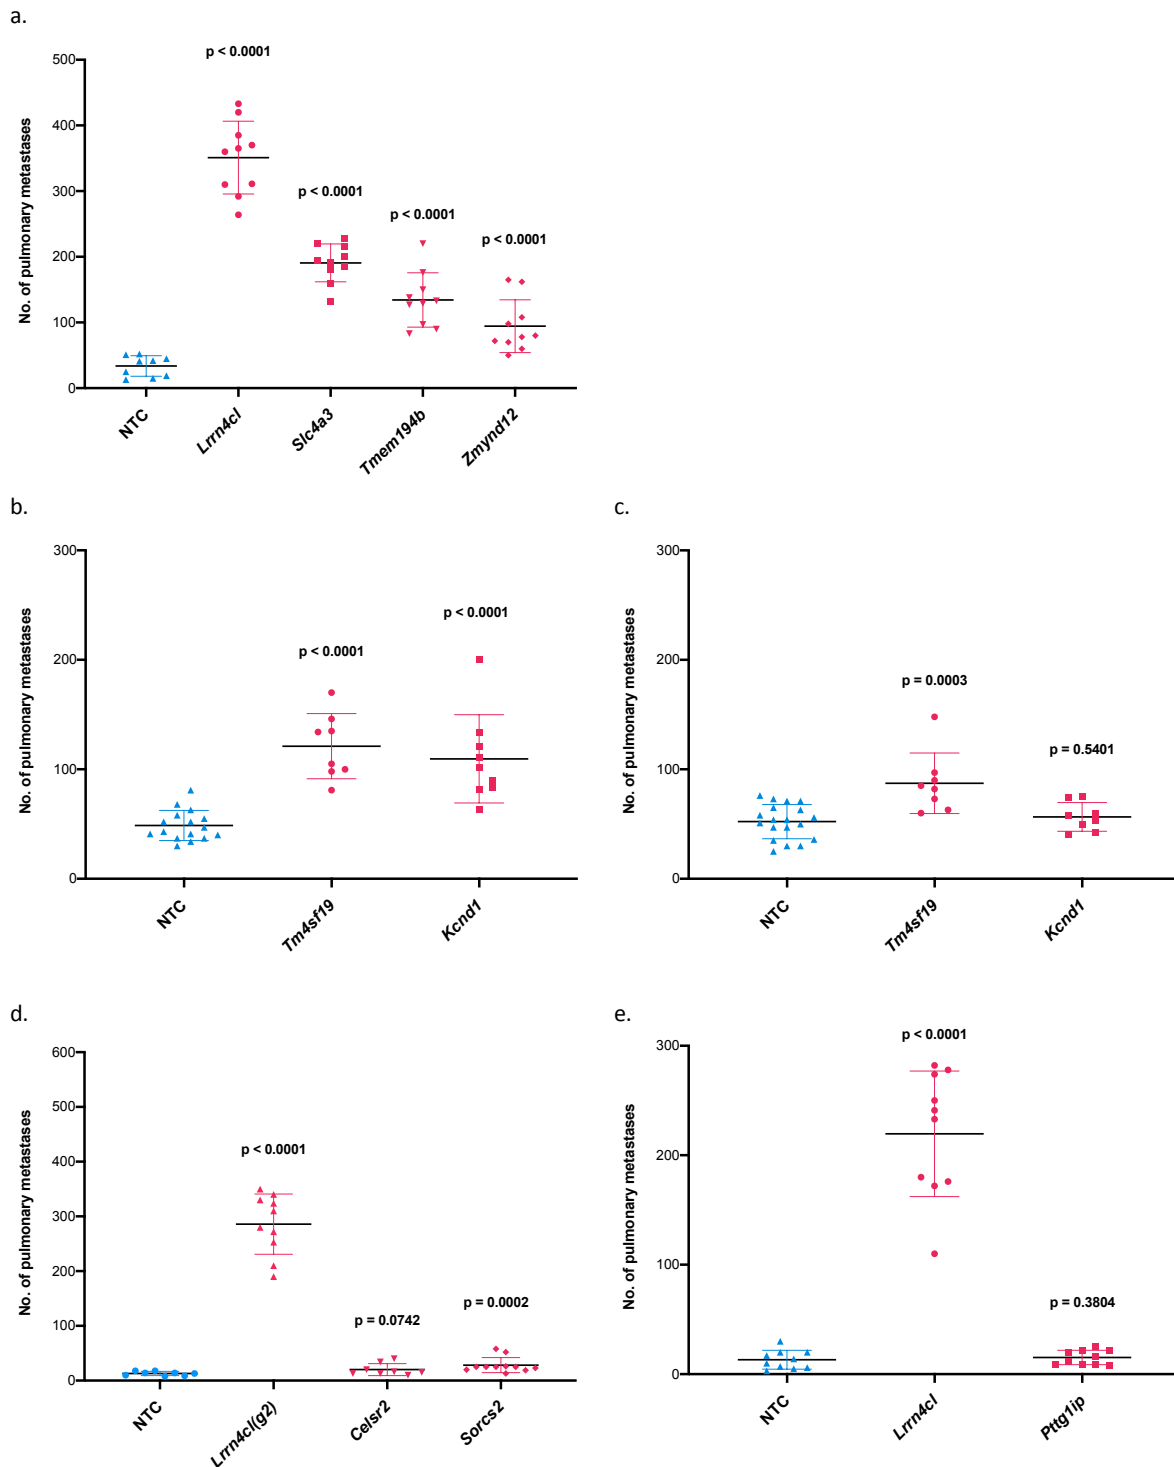 a.
No. of pulmonary metastases
500
400
300
200
100
0
p < 0.0001
p < 0.0001
p < 0.0001
p < 0.0001
NTC
Lrrn4cl
Slc4a3
Tmem194b
Zmynd12
b.
No. of pulmonary metastases
300
200
100
0
p < 0.0001
p < 0.0001
NTC
Tm4sf19
Kcnd1
c.
No. of pulmonary metastases
300
200
100
0
p = 0.0003
p = 0.5401
NTC
Tm4sf19
Kcnd1
d.
No. of pulmonary metastases
600
500
400
300
200
100
0
p < 0.0001
p = 0.0742
p = 0.0002
NTC
Lrrn4cl(g2)
Celsr2
Sorcs2
e.
No. of pulmonary metastases
300
200
100
0
p < 0.0001
p = 0.3804
NTC
Lrrn4cl
Pttg1ip